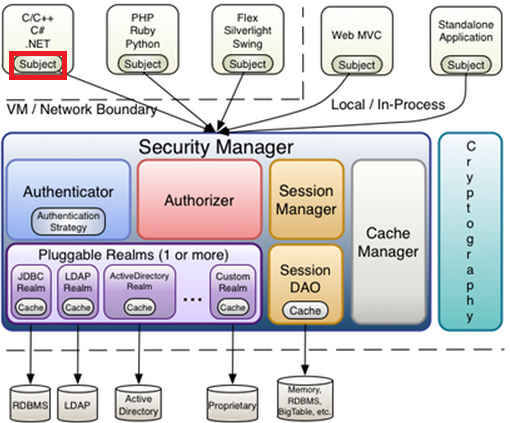 C/C++
C#
.NET
Subject
PHP
Ruby
Python
Subject
Flex
Silverlight
Swing
Subject
Web MVC
Subject
Standalone
Application
Subject
VM / Network Boundary
Local / In-Process
Security Manager
Authenticator
Authentication
Strategy
Authorizer
Session
Manager
Cache
Manager
Cryptography
Pluggable Realms (1 or more)
JDBC
Realm
Cache
LDAP
Realm
Cache
ActiveDirectory
Realm
Cache
...
Custom
Realm
Cache
Session
DAO
Cache
RDBMS
LDAP
Active
Directory
Proprietary
Memory,
RDBMS,
BigTable, etc.